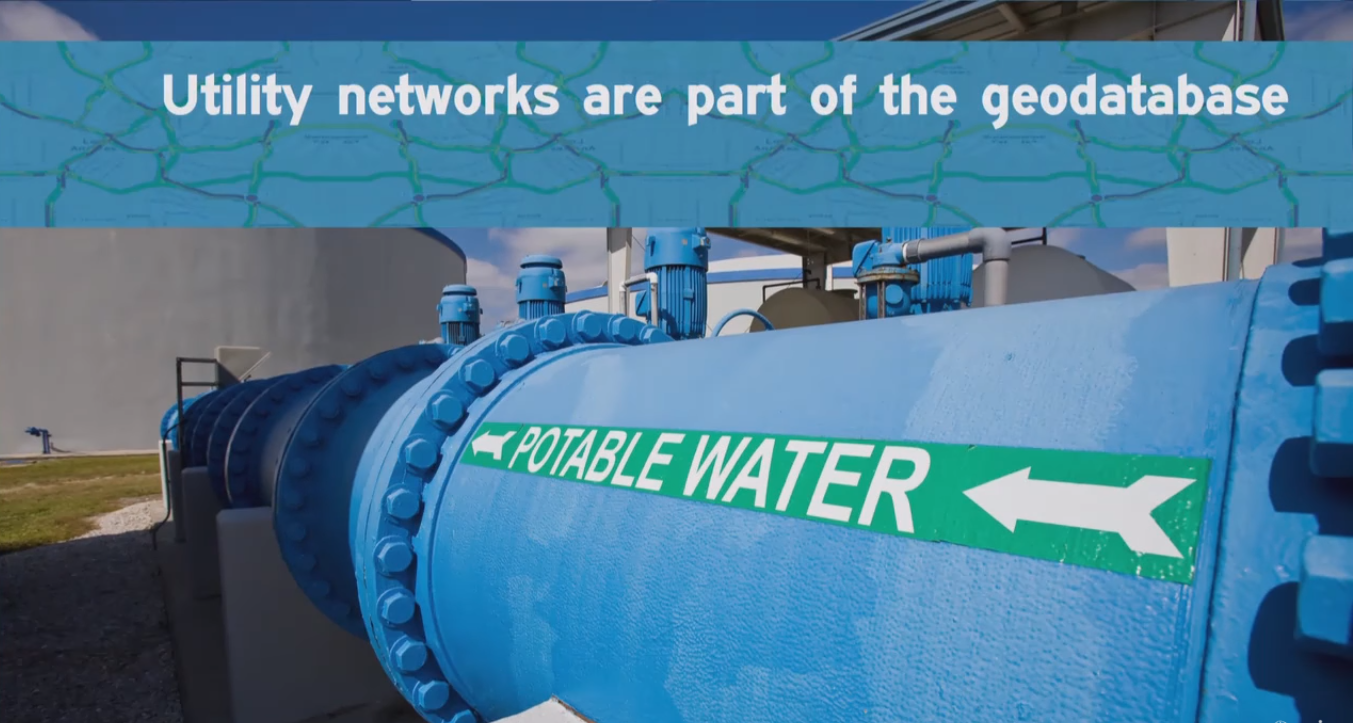 Utility networks are part of the geodatabase
POTABLE WATER